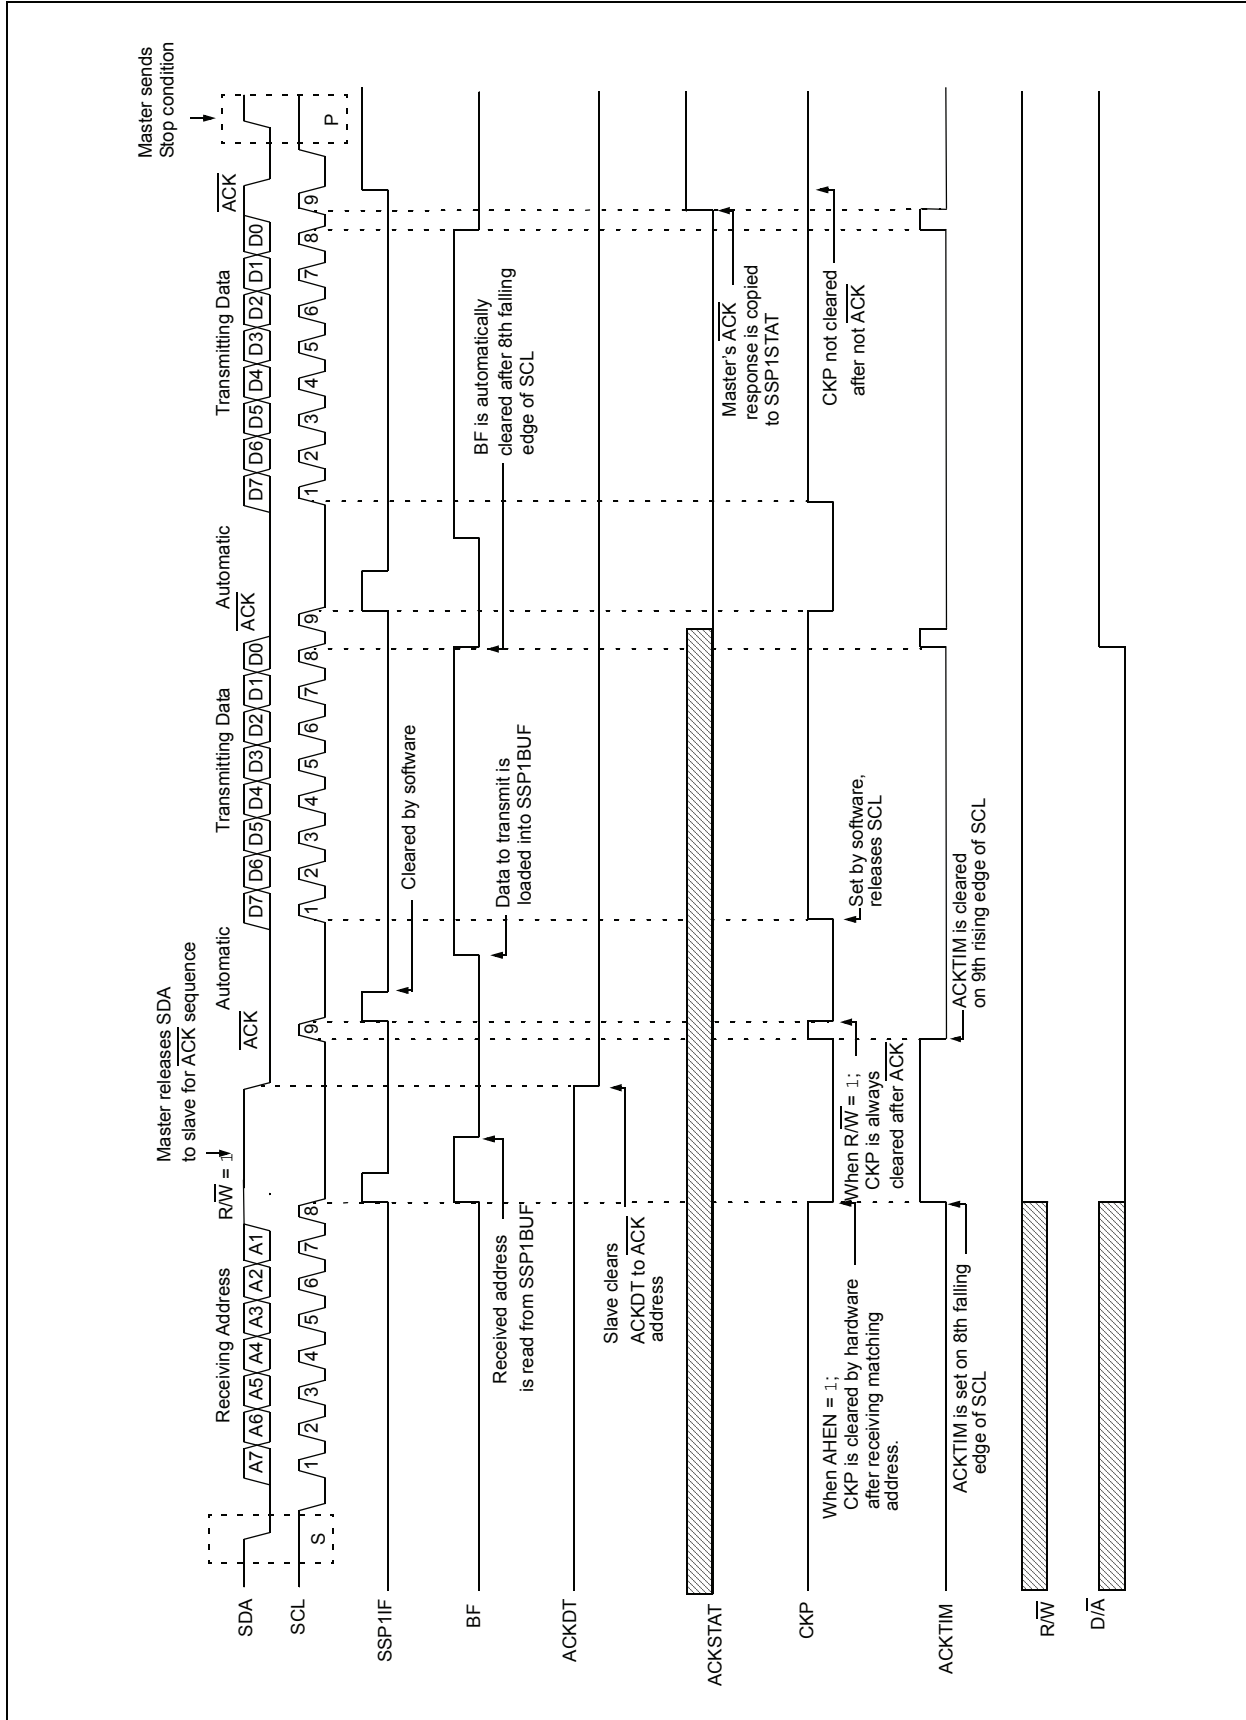 Master sends
Stop condition
Master releases SDA
to slave for ACK sequence
Receiving Address
R/W = 1
Automatic
ACK
Transmitting Data
Automatic
ACK
Transmitting Data
ACK
SDA
A7 A6 A5 A4 A3 A2 A1
D7 D6 D5 D4 D3 D2 D1 D0
D7 D6 D5 D4 D3 D2 D1 D0
SCL
1 2 3 4 5 6 7 8 9
1 2 3 4 5 6 7 8 9
1 2 3 4 5 6 7 8 9
S
P
SSP1IF
Cleared by software
BF
Received address
is read from SSP1BUF
Data to transmit is
loaded into SSP1BUF
BF is automatically
cleared after 8th falling
edge of SCL
ACKDT
Slave clears
ACKDT to ACK
address
ACKSTAT
Master's ACK
response is copied
to SSP1STAT
CKP
When AHEN = 1;
CKP is cleared by hardware
after receiving matching
address.
When R/W = 1;
CKP is always
cleared after ACK
Set by software,
releases SCL
CKP not cleared
after not ACK
ACKTIM
ACKTIM is set on 8th falling
edge of SCL
ACKTIM is cleared
on 9th rising edge of SCL
R/W
D/A